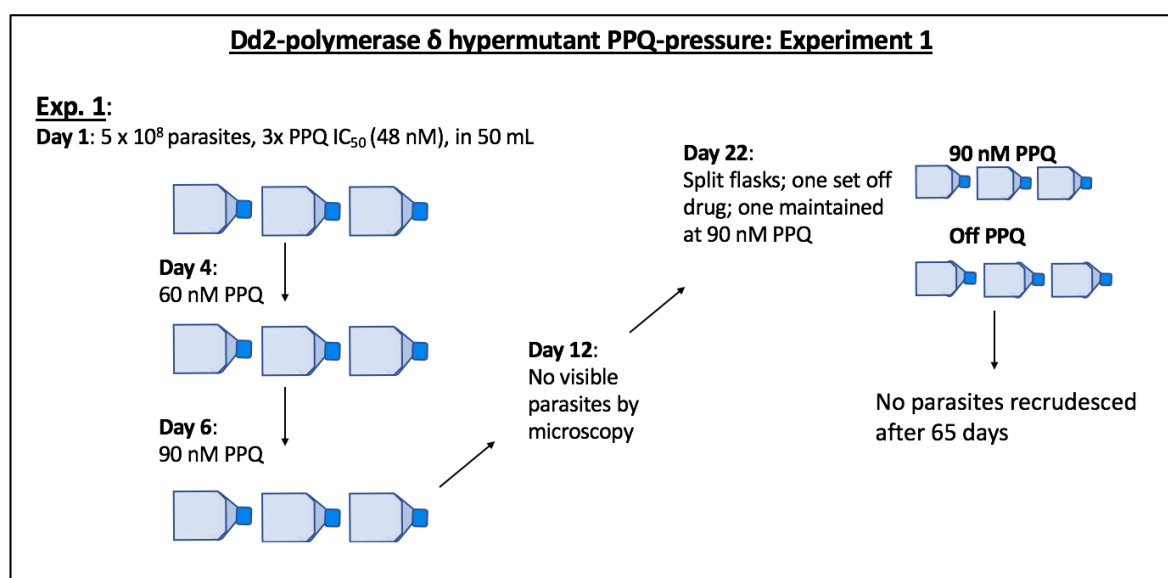 Dd2-polymerase δ hypermutant PPQ-pressure: Experiment 1
Exp. 1:
Day 1: 5 x 10⁸ parasites, 3x PPQ IC₅₀ (48 nM), in 50 mL
Day 4:
60 nM PPQ
Day 6:
90 nM PPQ
Day 12:
No visible
parasites by
microscopy
Day 22:
Split flasks; one set off
drug; one maintained
at 90 nM PPQ
90 nM PPQ
Off PPQ
No parasites recrudesced
after 65 days